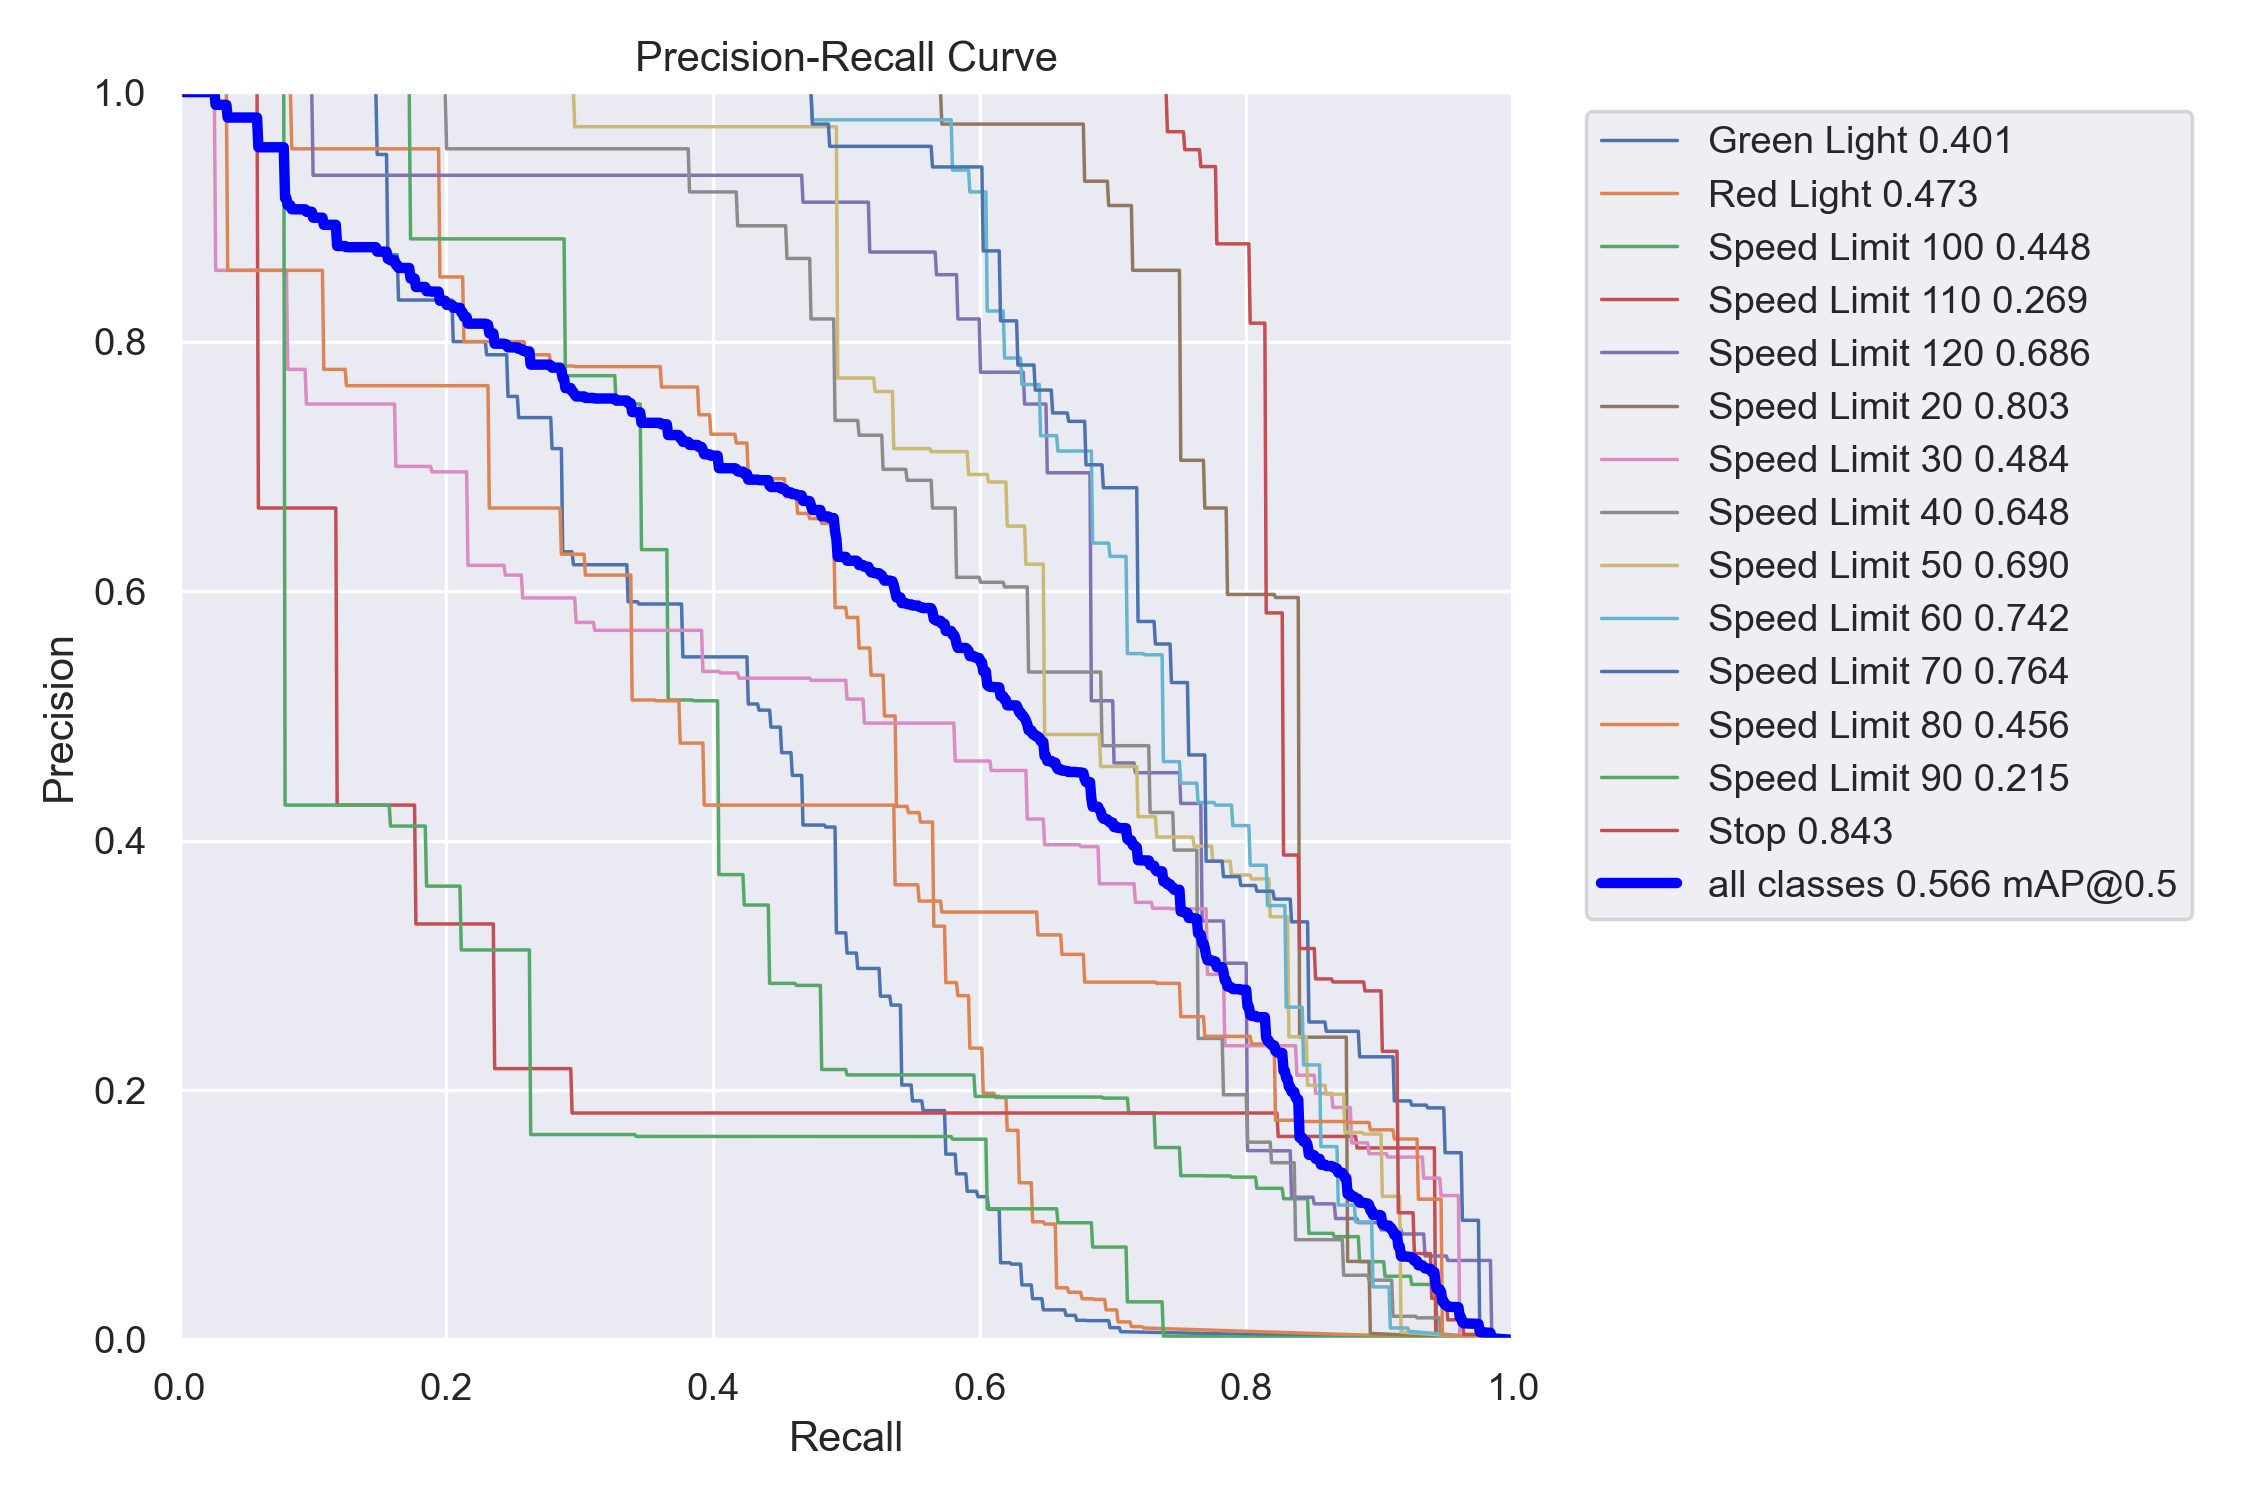 Precision-Recall Curve
1.0
0.8
0.6
0.4
0.2
0.0
Precision
0.0 0.2 0.4 0.6 0.8 1.0
Recall
Green Light 0.401
Red Light 0.473
Speed Limit 100 0.448
Speed Limit 110 0.269
Speed Limit 120 0.686
Speed Limit 20 0.803
Speed Limit 30 0.484
Speed Limit 40 0.648
Speed Limit 50 0.690
Speed Limit 60 0.742
Speed Limit 70 0.764
Speed Limit 80 0.456
Speed Limit 90 0.215
Stop 0.843
all classes 0.566 mAP@0.5